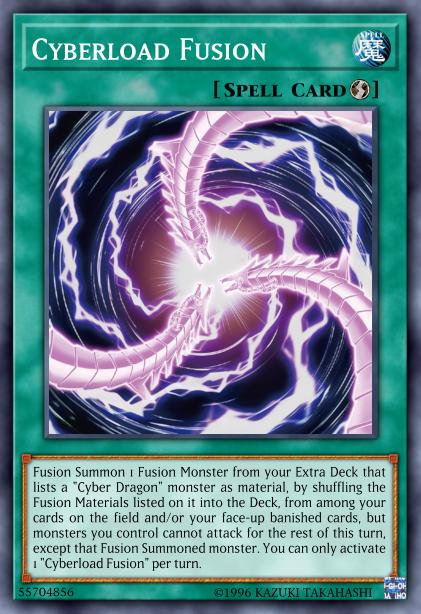 CYBERLOAD FUSION
SPELL
魔
[SPELL CARD]
Fusion Summon 1 Fusion Monster from your Extra Deck that
lists a "Cyber Dragon" monster as material, by shuffling the
Fusion Materials listed on it into the Deck, from among your
cards on the field and/or your face-up banished cards, but
monsters you control cannot attack for the rest of this turn,
except that Fusion Summoned monster. You can only activate
1 "Cyberload Fusion" per turn.
55704856
©1996 KAZUKI TAKAHASHI